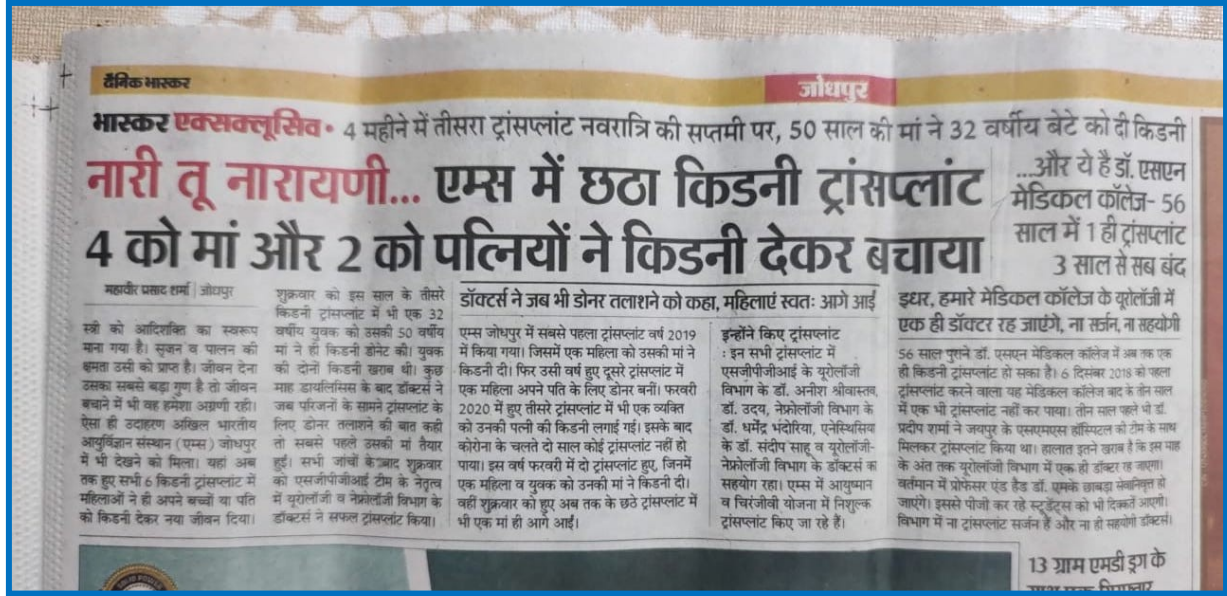 दैनिक भास्कर
जोधपुर
भास्कर एक्सक्लूसिव• 4 महीने में तीसरा ट्रांसप्लांट नवरात्रि की सप्तमी पर, 50 साल की मां ने 32 वर्षीय बेटे को दी किडनी
नारी तू नारायणी... एम्स में छठा किडनी ट्रांसप्लांट
4 को मां और 2 को पत्नियों ने किडनी देकर बचाया
महावीर प्रसाद शर्मा | जोधपुर
स्त्री को आदिशक्ति का स्वरूप
माना गया है। सृजन व पालन की
क्षमता उसी को प्राप्त है। जीवन देना
उसका सबसे बड़ा गुण है तो जीवन
बचाने में भी वह हमेशा अग्रणी रही।
ऐसा ही उदाहरण अखिल भारतीय
आयुर्विज्ञान संस्थान (एम्स) जोधपुर
में भी देखने को मिला। यहां अब
तक हुए सभी 6 किडनी ट्रांसप्लांट में
महिलाओं ने ही अपने बच्चों या पति
को किडनी देकर नया जीवन दिया।
शुक्रवार को इस साल के तीसरे
किडनी ट्रांसप्लांट में भी एक 32
वर्षीय युवक को उसकी 50 वर्षीय
मां ने ही किडनी डोनेट की। युवक
की दोनों किडनी खराब थी। कुछ
माह डायलिसिस के बाद डॉक्टर्स ने
जब परिजनों के सामने ट्रांसप्लांट के
लिए डोनर तलाशने की बात कही
तो सबसे पहले उसकी मां तैयार
हुई। सभी जांचों के बाद शुक्रवार
को एसजीपीजीआई टीम के नेतृत्व
में यूरोलॉजी व नेफ्रोलॉजी विभाग के
डॉक्टर्स ने सफल ट्रांसप्लांट किया।
डॉक्टर्स ने जब भी डोनर तलाशने को कहा, महिलाएं स्वतः आगे आईं
एम्स जोधपुर में सबसे पहला ट्रांसप्लांट वर्ष 2019
में किया गया। जिसमें एक महिला को उसकी मां ने
किडनी दी। फिर उसी वर्ष हुए दूसरे ट्रांसप्लांट में
एक महिला अपने पति के लिए डोनर बनीं। फरवरी
2020 में हुए तीसरे ट्रांसप्लांट में भी एक व्यक्ति
को उनकी पत्नी की किडनी लगाई गई। इसके बाद
कोरोना के चलते दो साल कोई ट्रांसप्लांट नहीं हो
पाया। इस वर्ष फरवरी में दो ट्रांसप्लांट हुए, जिनमें
एक महिला व युवक को उनकी मां ने किडनी दी।
वहीं शुक्रवार को हुए अब तक के छठे ट्रांसप्लांट में
भी एक मां ही आगे आईं।
इन्होंने किए ट्रांसप्लांट
: इन सभी ट्रांसप्लांट में
एसजीपीजीआई के यूरोलॉजी
विभाग के डॉ. अनीश श्रीवास्तव,
डॉ. उदय, नेफ्रोलॉजी विभाग के
डॉ. धर्मेंद्र भंदोरिया, एनेस्थिसिया
के डॉ. संदीप साहू व यूरोलॉजी-
नेफ्रोलॉजी विभाग के डॉक्टर्स क
सहयोग रहा। एम्स में आयुष्मान
व चिरंजीवी योजना में निशुल्क
ट्रांसप्लांट किए जा रहे हैं।
...और ये है डॉ. एसएन
मेडिकल कॉलेज- 56
साल में 1 ही ट्रांसप्लांट
3 साल से सब बंद
इधर, हमारे मेडिकल कॉलेज के यूरोलॉजी में
एक ही डॉक्टर रह जाएंगे, ना सर्जन, ना सहयोगी
56 साल पुराने डॉ. एसएन मेडिकल कॉलेज में अब तक एक
ही किडनी ट्रांसप्लांट हो सका है। 6 दिसंबर 2018 को पहला
ट्रांसप्लांट करने वाला यह मेडिकल कॉलेज बाद के तीन साल
में एक भी ट्रांसप्लांट नहीं कर पाया। तीन साल पहले भी डॉ.
प्रदीप शर्मा ने जयपुर के एसएमएस हॉस्पिटल की टीम के साथ
मिलकर ट्रांसप्लांट किया था। हालात इतने खराब है कि इस माह
के अंत तक यूरोलॉजी विभाग में एक ही डॉक्टर रह जाएगा।
वर्तमान में प्रोफेसर एंड हैड डॉ. एमके छाबड़ा सेवानिवृत्त हो
जाएंगे। इससे पीजी कर रहे स्टूडेंट्स को भी दिक्कतें आएगी।
विभाग में ना ट्रांसप्लांट सर्जन हैं और ना ही सहयोगी डॉक्टर्स।
13 ग्राम एमडी ड्रग के